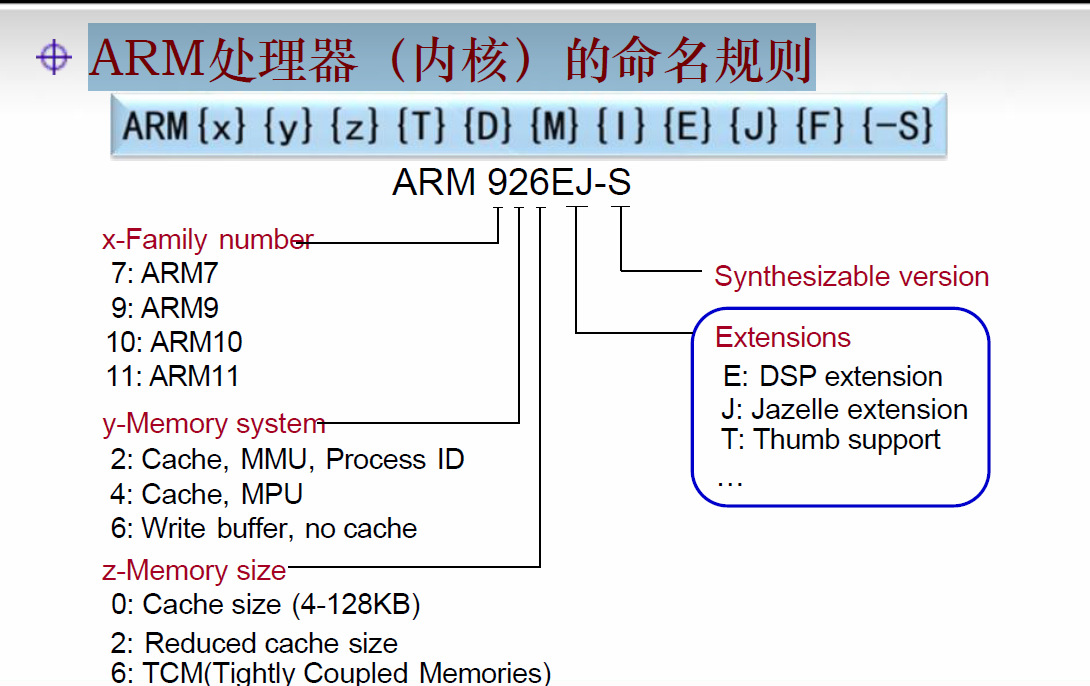 ARM处理器（内核）的命名规则
ARM{x} {y} {z} {T} {D} {M} {I} {E} {J} {F} {-S}
ARM 926EJ-S
x-Family number
7: ARM7
9: ARM9
10: ARM10
11: ARM11
y-Memory system
2: Cache, MMU, Process ID
4: Cache, MPU
6: Write buffer, no cache
z-Memory size
0: Cache size (4-128KB)
2: Reduced cache size
6: TCM(Tightly Coupled Memories)
Synthesizable version
Extensions
E: DSP extension
J: Jazelle extension
T: Thumb support
…